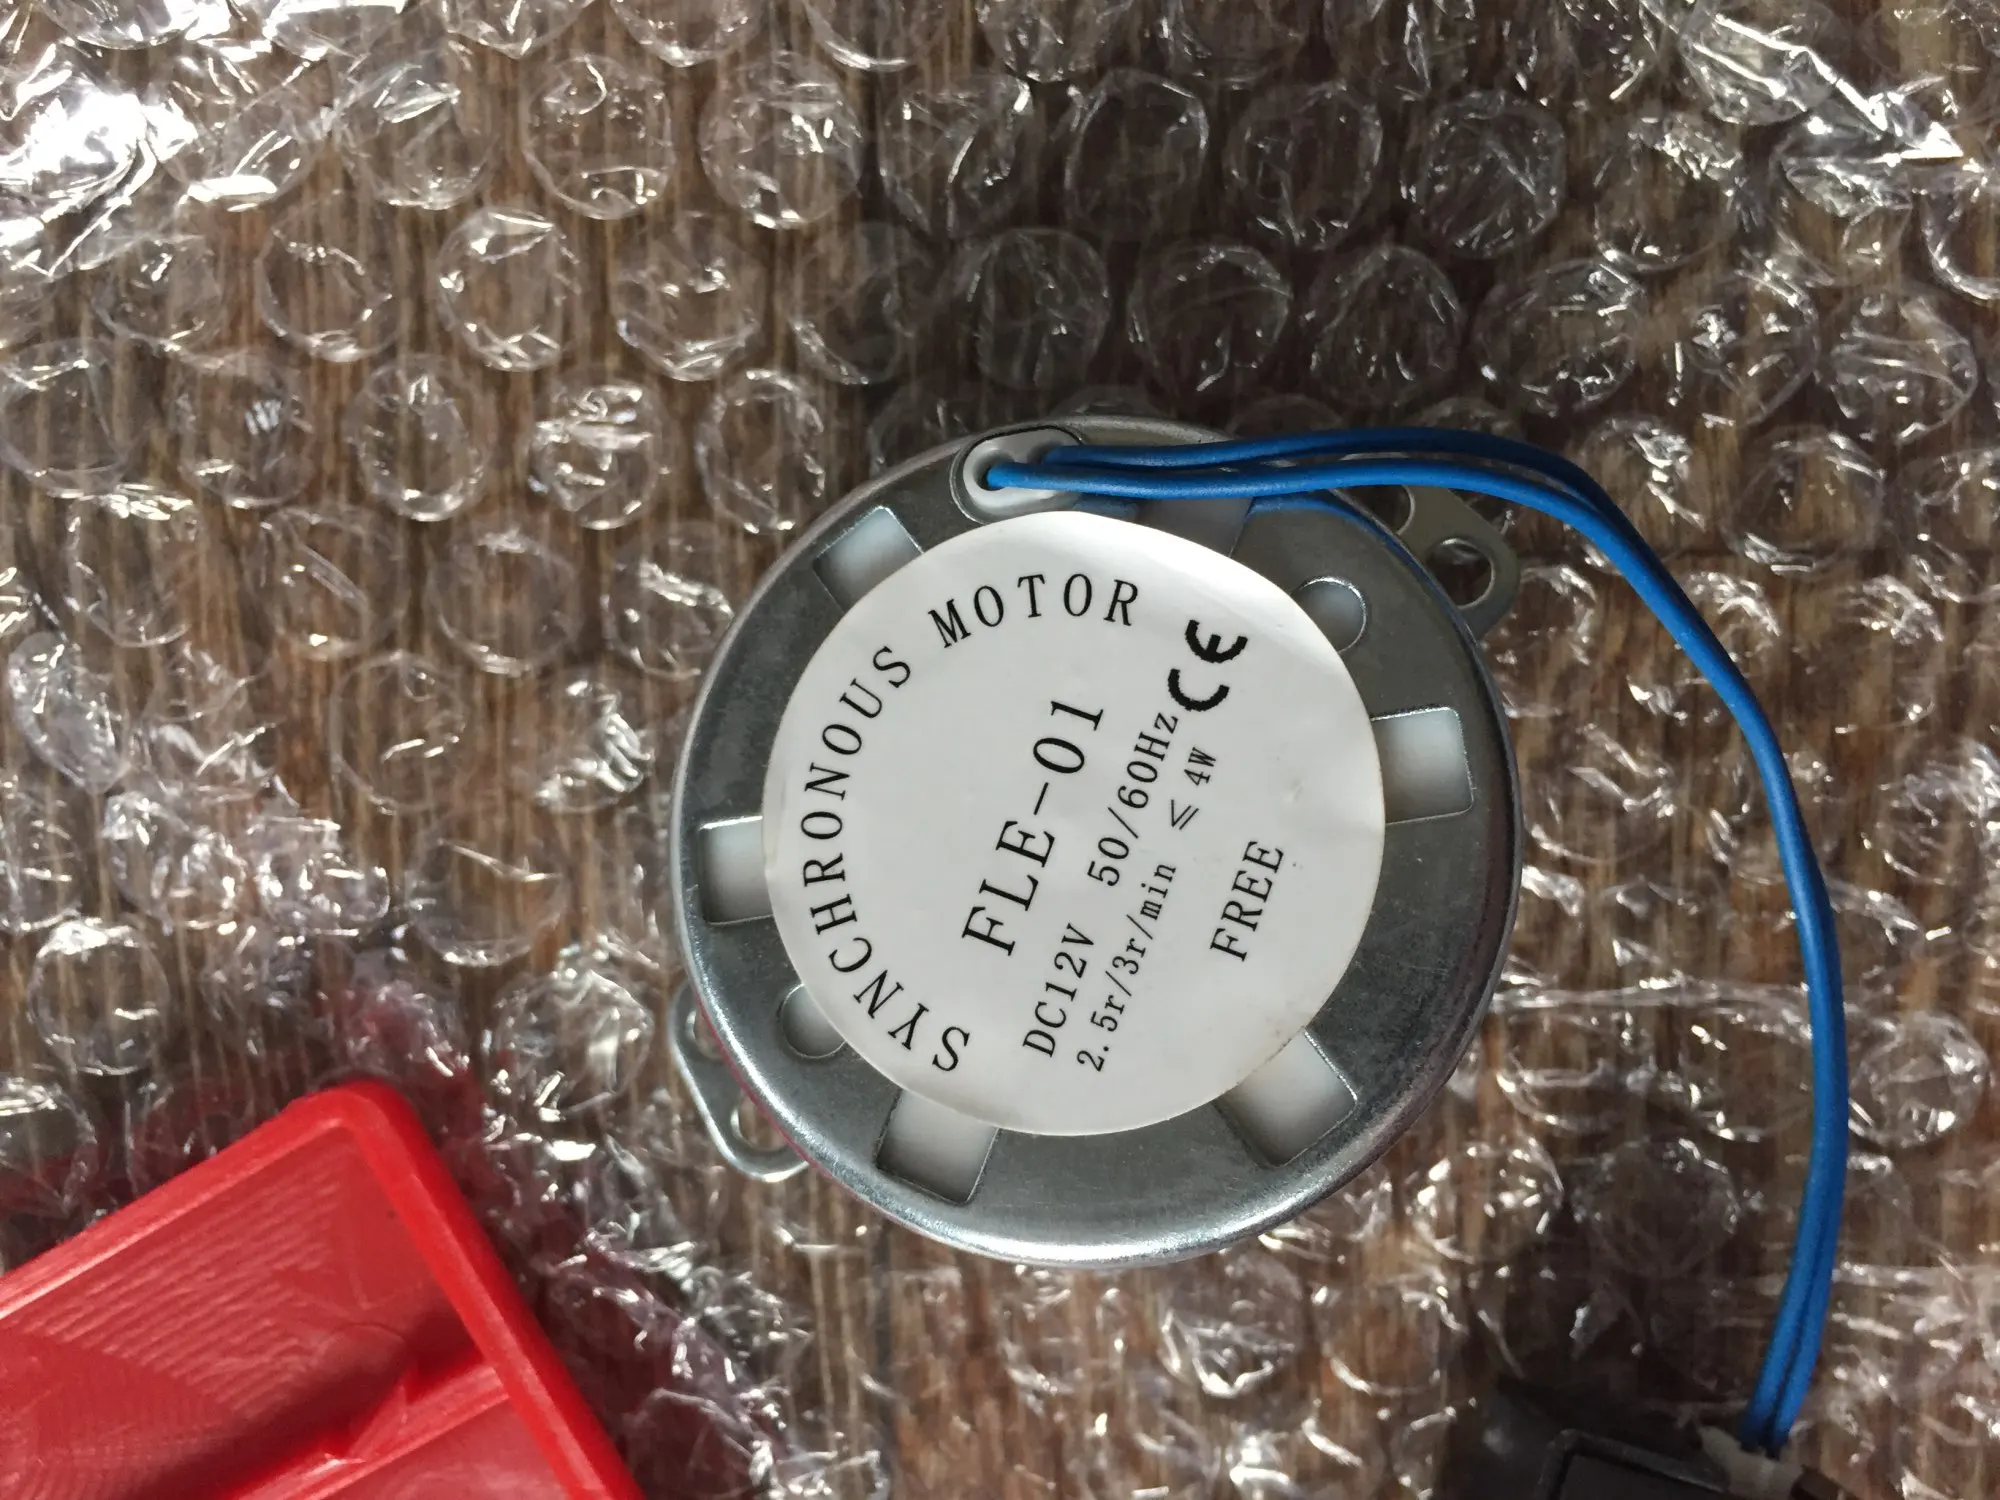 SYNCHRONOUS MOTOR
FLE-01
DC12V 50/60Hz
2.5r/3r/min ≤ 4W
CE
FREE